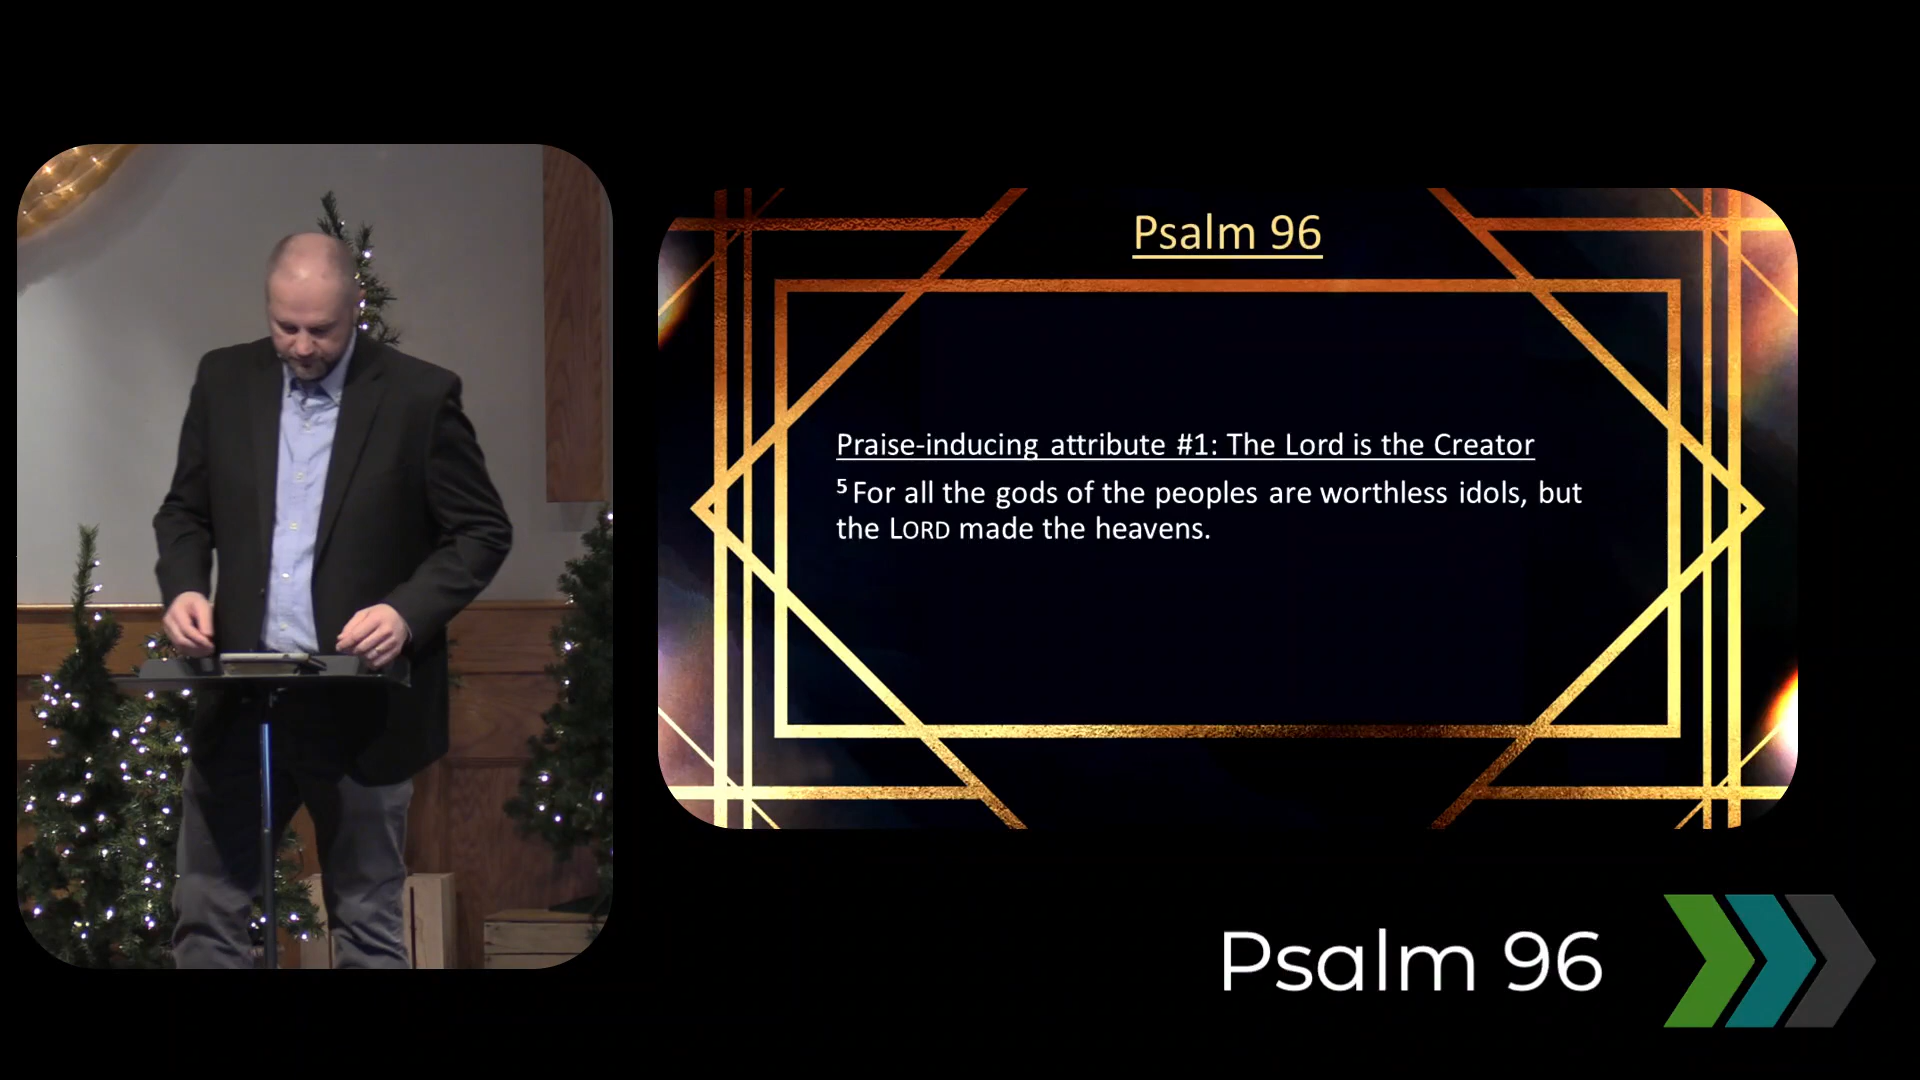 Psalm 96
Praise-inducing attribute #1: The Lord is the Creator
⁵ For all the gods of the peoples are worthless idols, but
the LORD made the heavens.
Psalm 96